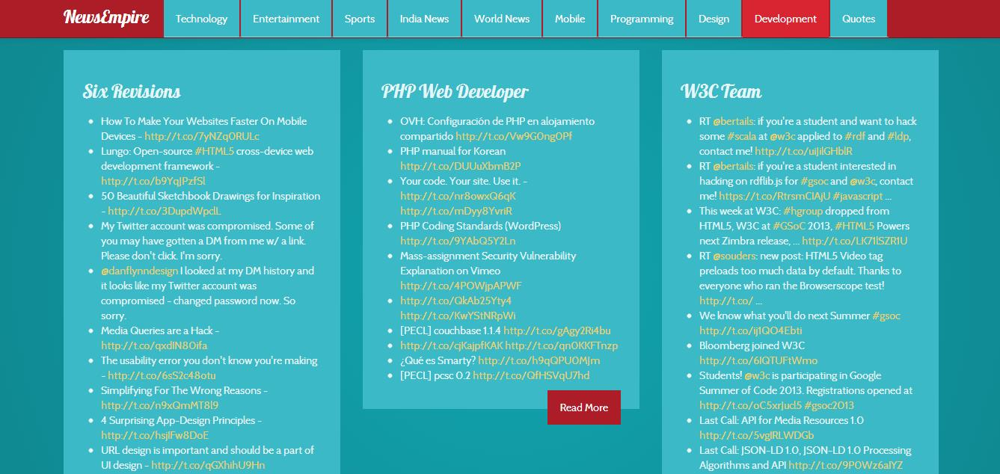 NewsEmpire Technology Entertainment Sports India News World News Mobile Programming Design Development Quotes
Six Revisions
How To Make Your Websites Faster On Mobile
Devices - http://t.co/7yNZq0RULc
Lungo: Open-source #HTML5 cross-device web
development framework -
http://t.co/b9YqJPzfSl
50 Beautiful Sketchbook Drawings for Inspiration
- http://t.co/3DupdWpclL
My Twitter account was compromised. Some of
you may have gotten a DM from me w/ a link.
Please don't click. I'm sorry.
@danflynndesign I looked at my DM history and
it looks like my Twitter account was
compromised - changed password now. So
sorry.
Media Queries are a Hack -
http://t.co/qxdIN8Oifa
The usability error you don't know you're making
- http://t.co/6sS2c48otu
Simplifying For The Wrong Reasons -
http://t.co/n9xQmMT8l9
4 Surprising App-Design Principles -
http://t.co/hsjIFw8DoE
URL design is important and should be a part of
UI design - http://t.co/qGXhihU9Hn
PHP Web Developer
OVH: Configuración de PHP en alojamiento
compartido http://t.co/Vw9G0ngOPf
PHP manual for Korean
http://t.co/DUUuXbmB2P
Your code. Your site. Use it. -
http://t.co/nr8owxQ6qK
http://t.co/mDyy8YvriR
PHP Coding Standards (WordPress)
http://t.co/9YAbQ5Y2Ln
Mass-assignment Security Vulnerability
Explanation on Vimeo
http://t.co/4POWjpAPWF
http://t.co/QkAb25Yty4
http://t.co/KwYStNRpWi
[PECL] couchbase 1.1.4 http://t.co/gAgy2Ri4bu
http://t.co/cjKajpfKAK http://t.co/qn0KKFTnzp
¿Qué es Smarty? http://t.co/h9qQPU0MJm
[PECL] pcsc 0.2 http://t.co/QfHSVqU7hd
Read More
W3C Team
RT @bertails: if you're a student and want to hack
some #scala at @w3c applied to #rdf and #ldp,
contact me! http://t.co/uiJilGHblR
RT @bertails: if you're a student interested in
hacking on rdflib.js for #gsoc and @w3c, contact
me! https://t.co/RtrsmCIAjU #javascript ...
This week at W3C: #hgroup dropped from
HTML5, W3C at #GSoC 2013, #HTML5 Powers
next Zimbra release, ... http://t.co/LK71lSZR1U
RT @souders: new post: HTML5 Video tag
preloads too much data by default. Thanks to
everyone who ran the Browserscope test!
http://t.co/ ...
We know what you'll do next Summer #gsoc
http://t.co/ij1QO4Ebti
Bloomberg joined W3C
http://t.co/6IQTUFtWmo
Students! @w3c is participating in Google
Summer of Code 2013. Registrations opened at
http://t.co/oC5xrJucl5 #gsoc2013
Last Call: API for Media Resources 1.0
http://t.co/5vgIRLWDGb
Last Call: JSON-LD 1.0, JSON-LD 1.0 Processing
Algorithms and API http://t.co/9POWz6alYZ